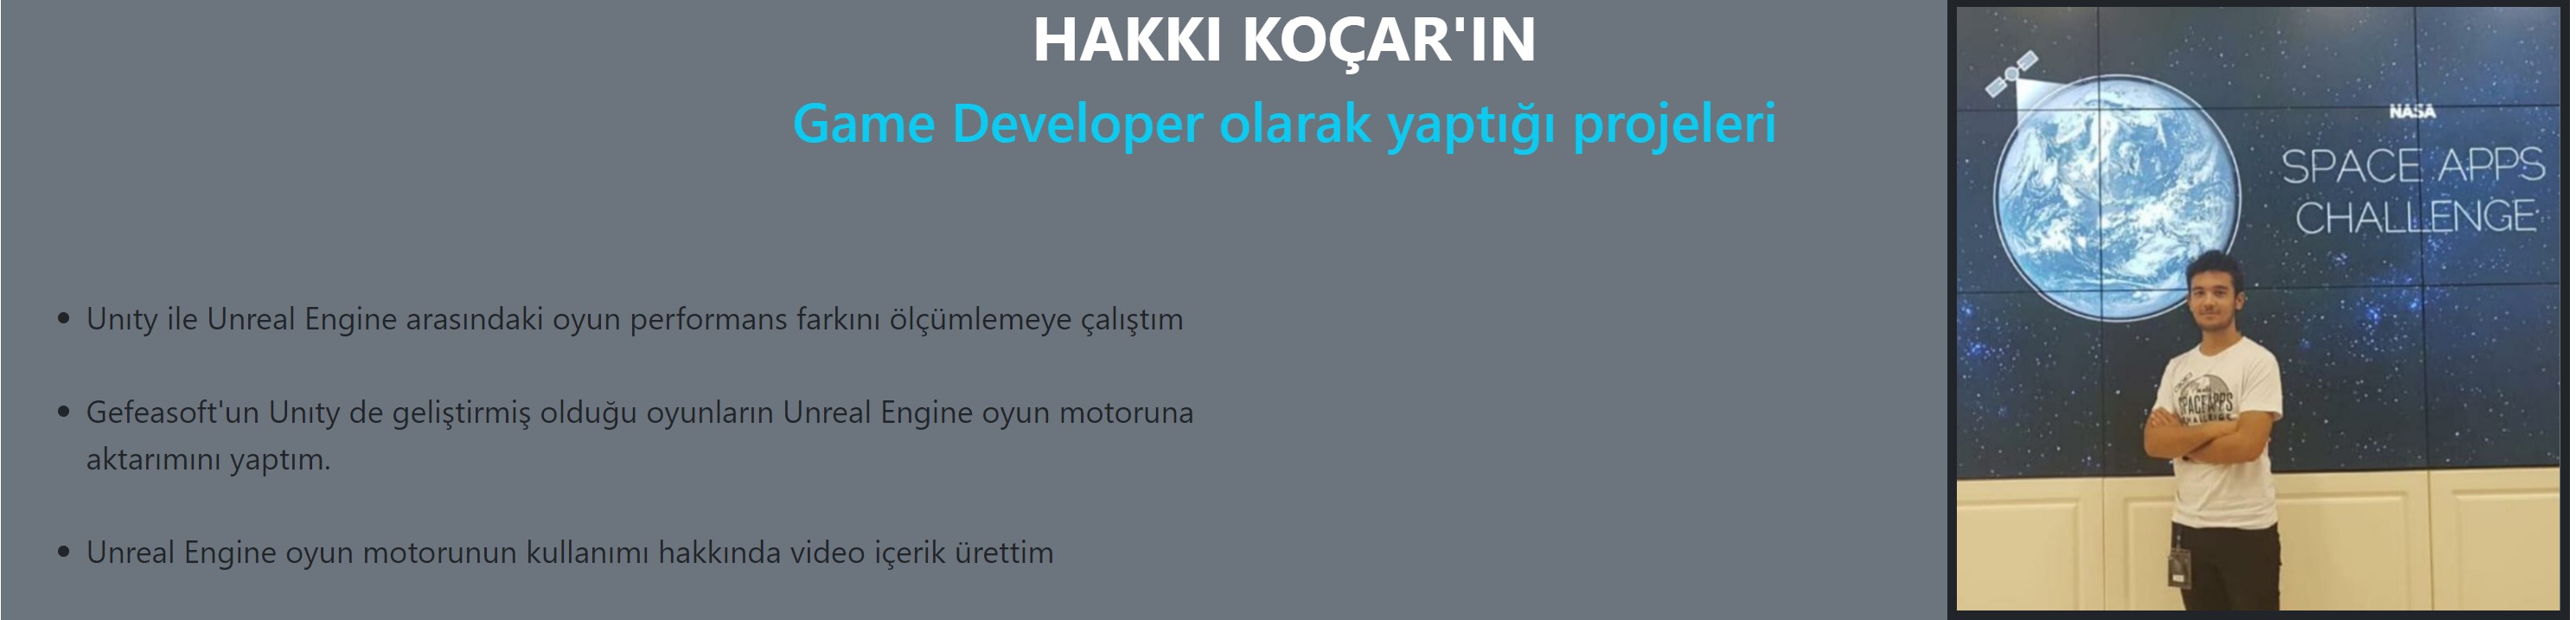 HAKKI KOÇAR'IN
Game Developer olarak yaptığı projeleri
Unıty ile Unreal Engine arasındaki oyun performans farkını ölçümlemeye çalıştım
Gefeasoft'un Unıty de geliştirmiş olduğu oyunların Unreal Engine oyun motoruna
aktarımını yaptım.
Unreal Engine oyun motorunun kullanımı hakkında video içerik ürettim
NASA
SPACE APPS
CHALLENGE
SPACE APPS
CHALLENGE